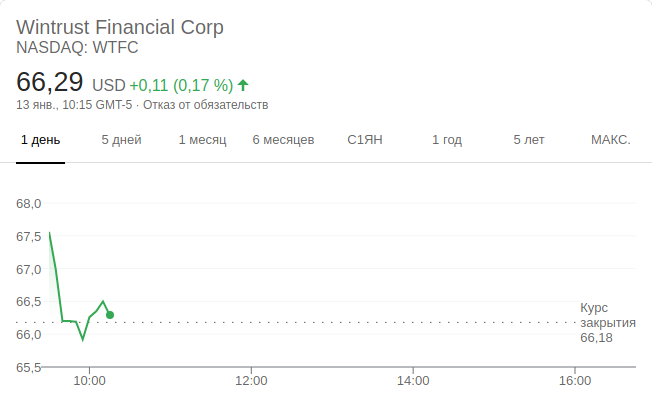 Wintrust Financial Corp
NASDAQ: WTFC
66,29 USD +0,11 (0,17 %)
13 янв., 10:15 GMT-5 · Отказ от обязательств
1 день 5 дней 1 месяц 6 месяцев С1ЯН 1 год 5 лет МАКС.
68,0
67,5
67,0
66,5
66,0
65,5
Курс
закрытия
66,18
10:00 12:00 14:00 16:00